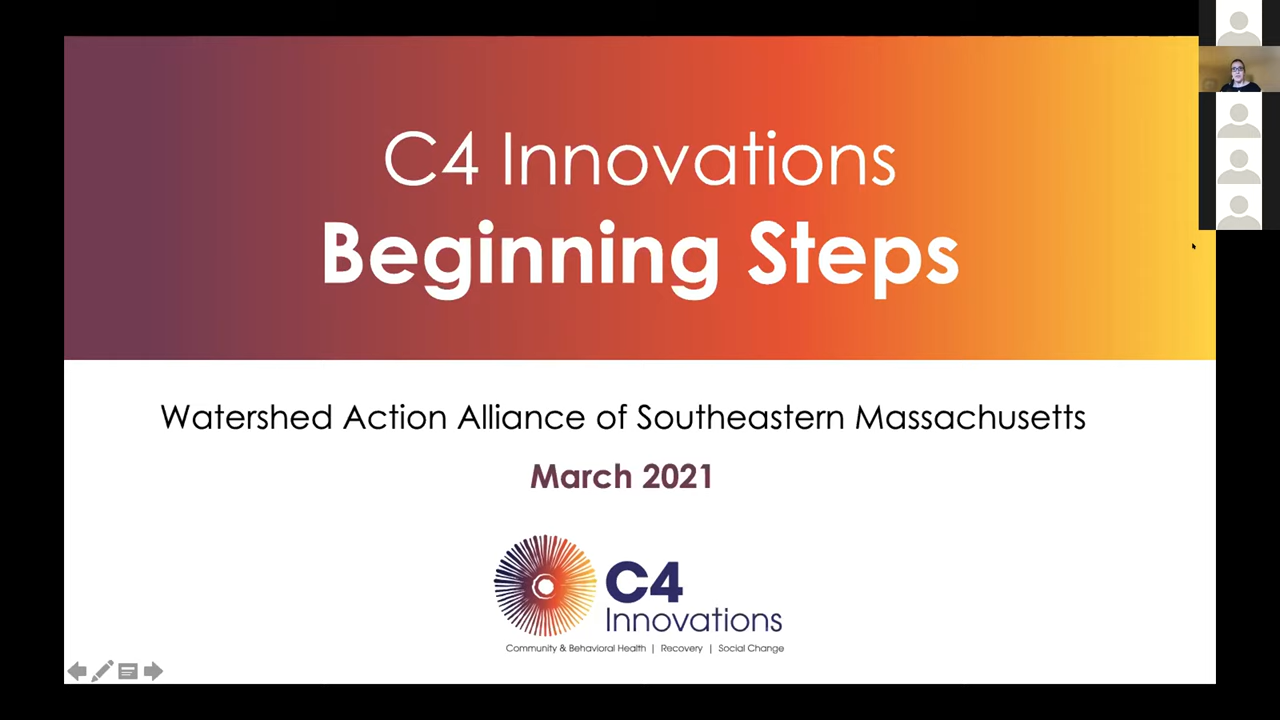 C4 Innovations
Beginning Steps
Watershed Action Alliance of Southeastern Massachusetts
March 2021
C4
Innovations
Community & Behavioral Health | Recovery | Social Change